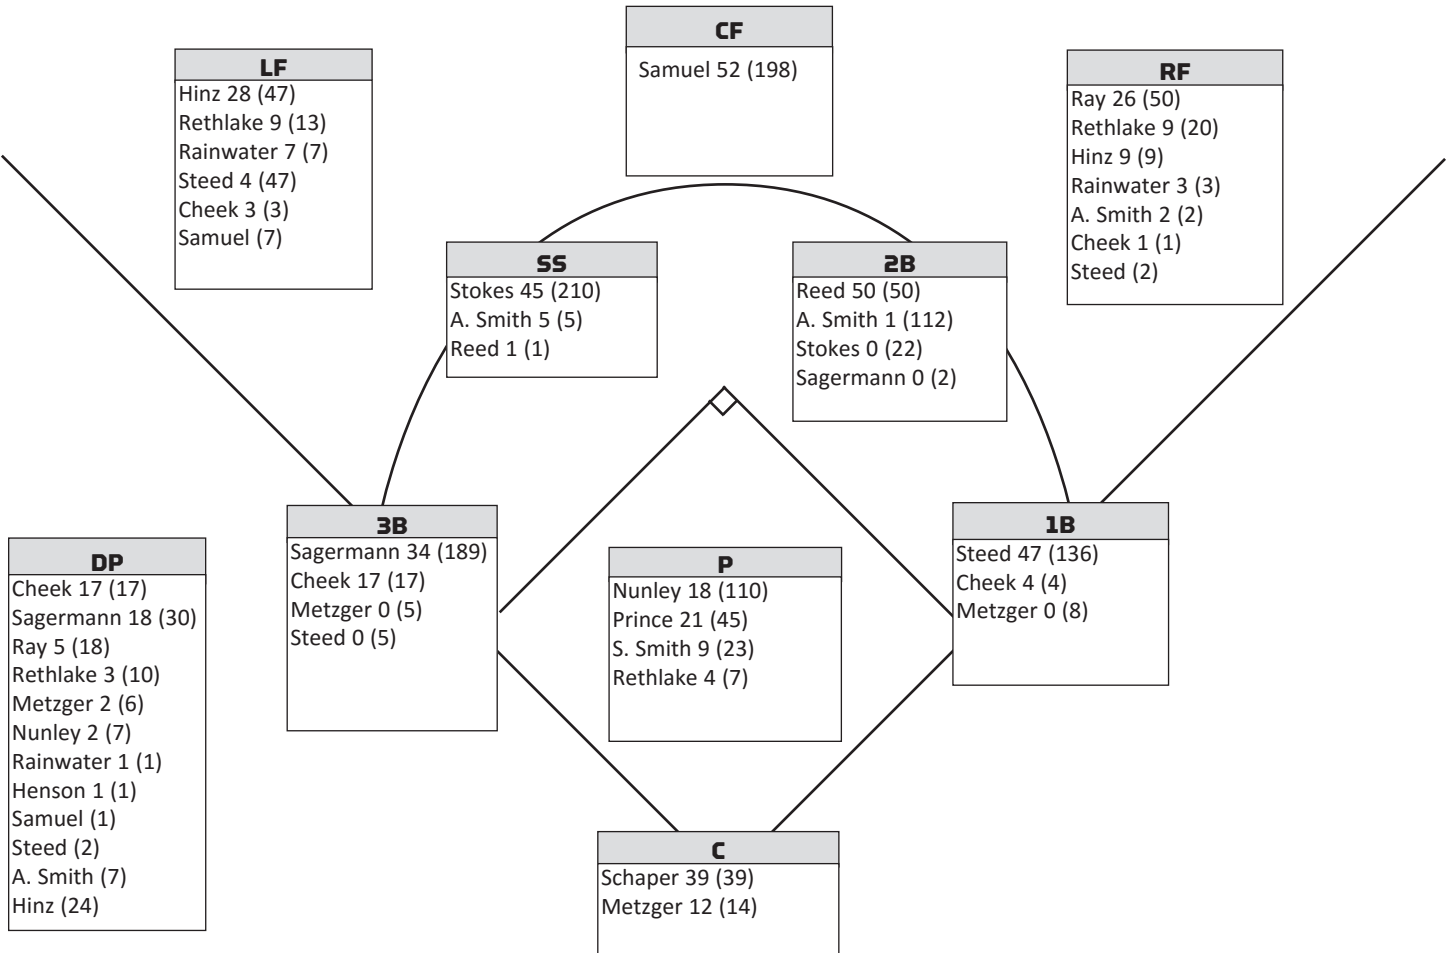 CF
Samuel 52 (198)
LF
Hinz 28 (47)
Rethlake 9 (13)
Rainwater 7 (7)
Steed 4 (47)
Cheek 3 (3)
Samuel (7)
RF
Ray 26 (50)
Rethlake 9 (20)
Hinz 9 (9)
Rainwater 3 (3)
A. Smith 2 (2)
Cheek 1 (1)
Steed (2)
SS
Stokes 45 (210)
A. Smith 5 (5)
Reed 1 (1)
2B
Reed 50 (50)
A. Smith 1 (112)
Stokes 0 (22)
Sagermann 0 (2)
3B
Sagermann 34 (189)
Cheek 17 (17)
Metzger 0 (5)
Steed 0 (5)
1B
Steed 47 (136)
Cheek 4 (4)
Metzger 0 (8)
DP
Cheek 17 (17)
Sagermann 18 (30)
Ray 5 (18)
Rethlake 3 (10)
Metzger 2 (6)
Nunley 2 (7)
Rainwater 1 (1)
Henson 1 (1)
Samuel (1)
Steed (2)
A. Smith (7)
Hinz (24)
P
Nunley 18 (110)
Prince 21 (45)
S. Smith 9 (23)
Rethlake 4 (7)
C
Schaper 39 (39)
Metzger 12 (14)